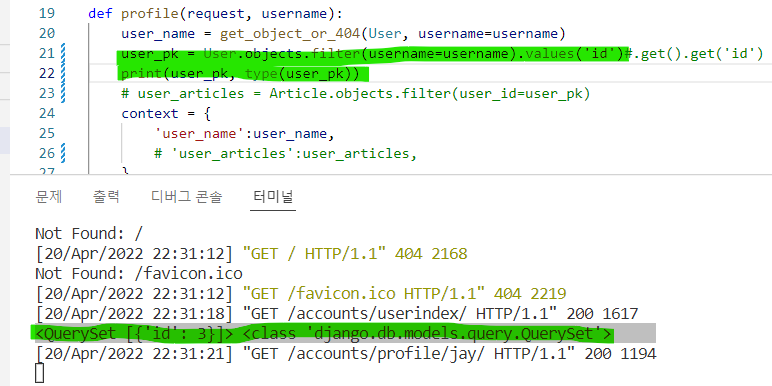 19 def profile(request, username):
20 user_name = get_object_or_404(User, username=username)
21 user_pk = User.objects.filter(username=username).values('id')#.get().get('id')
22 print(user_pk, type(user_pk))
23 # user_articles = Article.objects.filter(user_id=user_pk)
24 context = {
25 'user_name':user_name,
26 # 'user_articles':user_articles,
27 }
문제 출력 디버그 콘솔 터미널
Not Found: /
[20/Apr/2022 22:31:12] "GET / HTTP/1.1" 404 2168
Not Found: /favicon.ico
[20/Apr/2022 22:31:12] "GET /favicon.ico HTTP/1.1" 404 2219
[20/Apr/2022 22:31:18] "GET /accounts/userindex/ HTTP/1.1" 200 1617
<QuerySet [{'id': 3}]> <class 'django.db.models.query.QuerySet'>
[20/Apr/2022 22:31:21] "GET /accounts/profile/jay/ HTTP/1.1" 200 1194